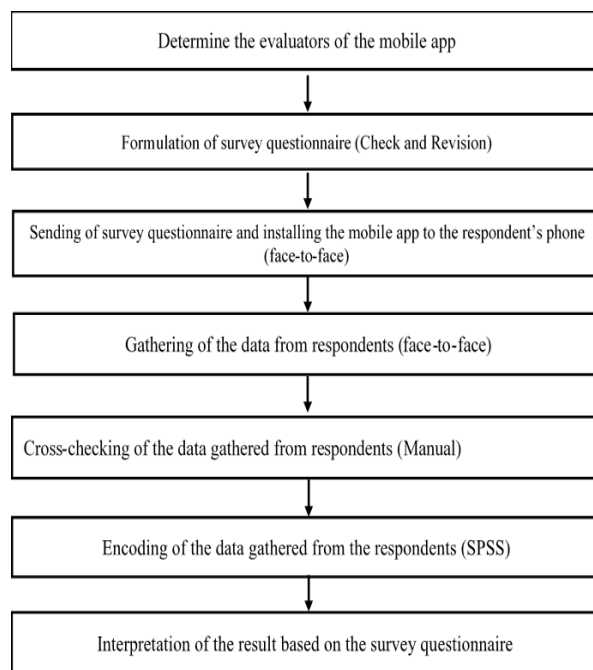 Determine the evaluators of the mobile app
Formulation of survey questionnaire (Check and Revision)
Sending of survey questionnaire and installing the mobile app to the respondent's phone
(face-to-face)
Gathering of the data from respondents (face-to-face)
Cross-checking of the data gathered from respondents (Manual)
Encoding of the data gathered from the respondents (SPSS)
Interpretation of the result based on the survey questionnaire